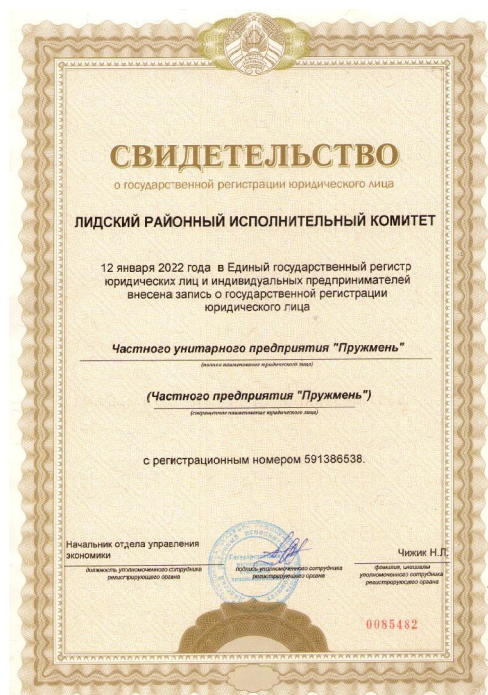 СВИДЕТЕЛЬСТВО
о государственной регистрации юридического лица
ЛИДСКИЙ РАЙОННЫЙ ИСПОЛНИТЕЛЬНЫЙ КОМИТЕТ
12 января 2022 года в Единый государственный регистр
юридических лиц и индивидуальных предпринимателей
внесена запись о государственной регистрации
юридического лица
Частного унитарного предприятия "Пружмень"
(полное наименование юридического лица)
(Частного предприятия "Пружмень")
(сокращенное наименование юридического лица)
с регистрационным номером 591386538.
Начальник отдела управления
экономики
Чижик Н.Л
должность уполномоченного сотрудника
регистрирующего органа
подпись уполномоченного сотрудника
регистрирующего органа
фамилия, инициалы
уполномоченного сотрудника
регистрирующего органа
0085482